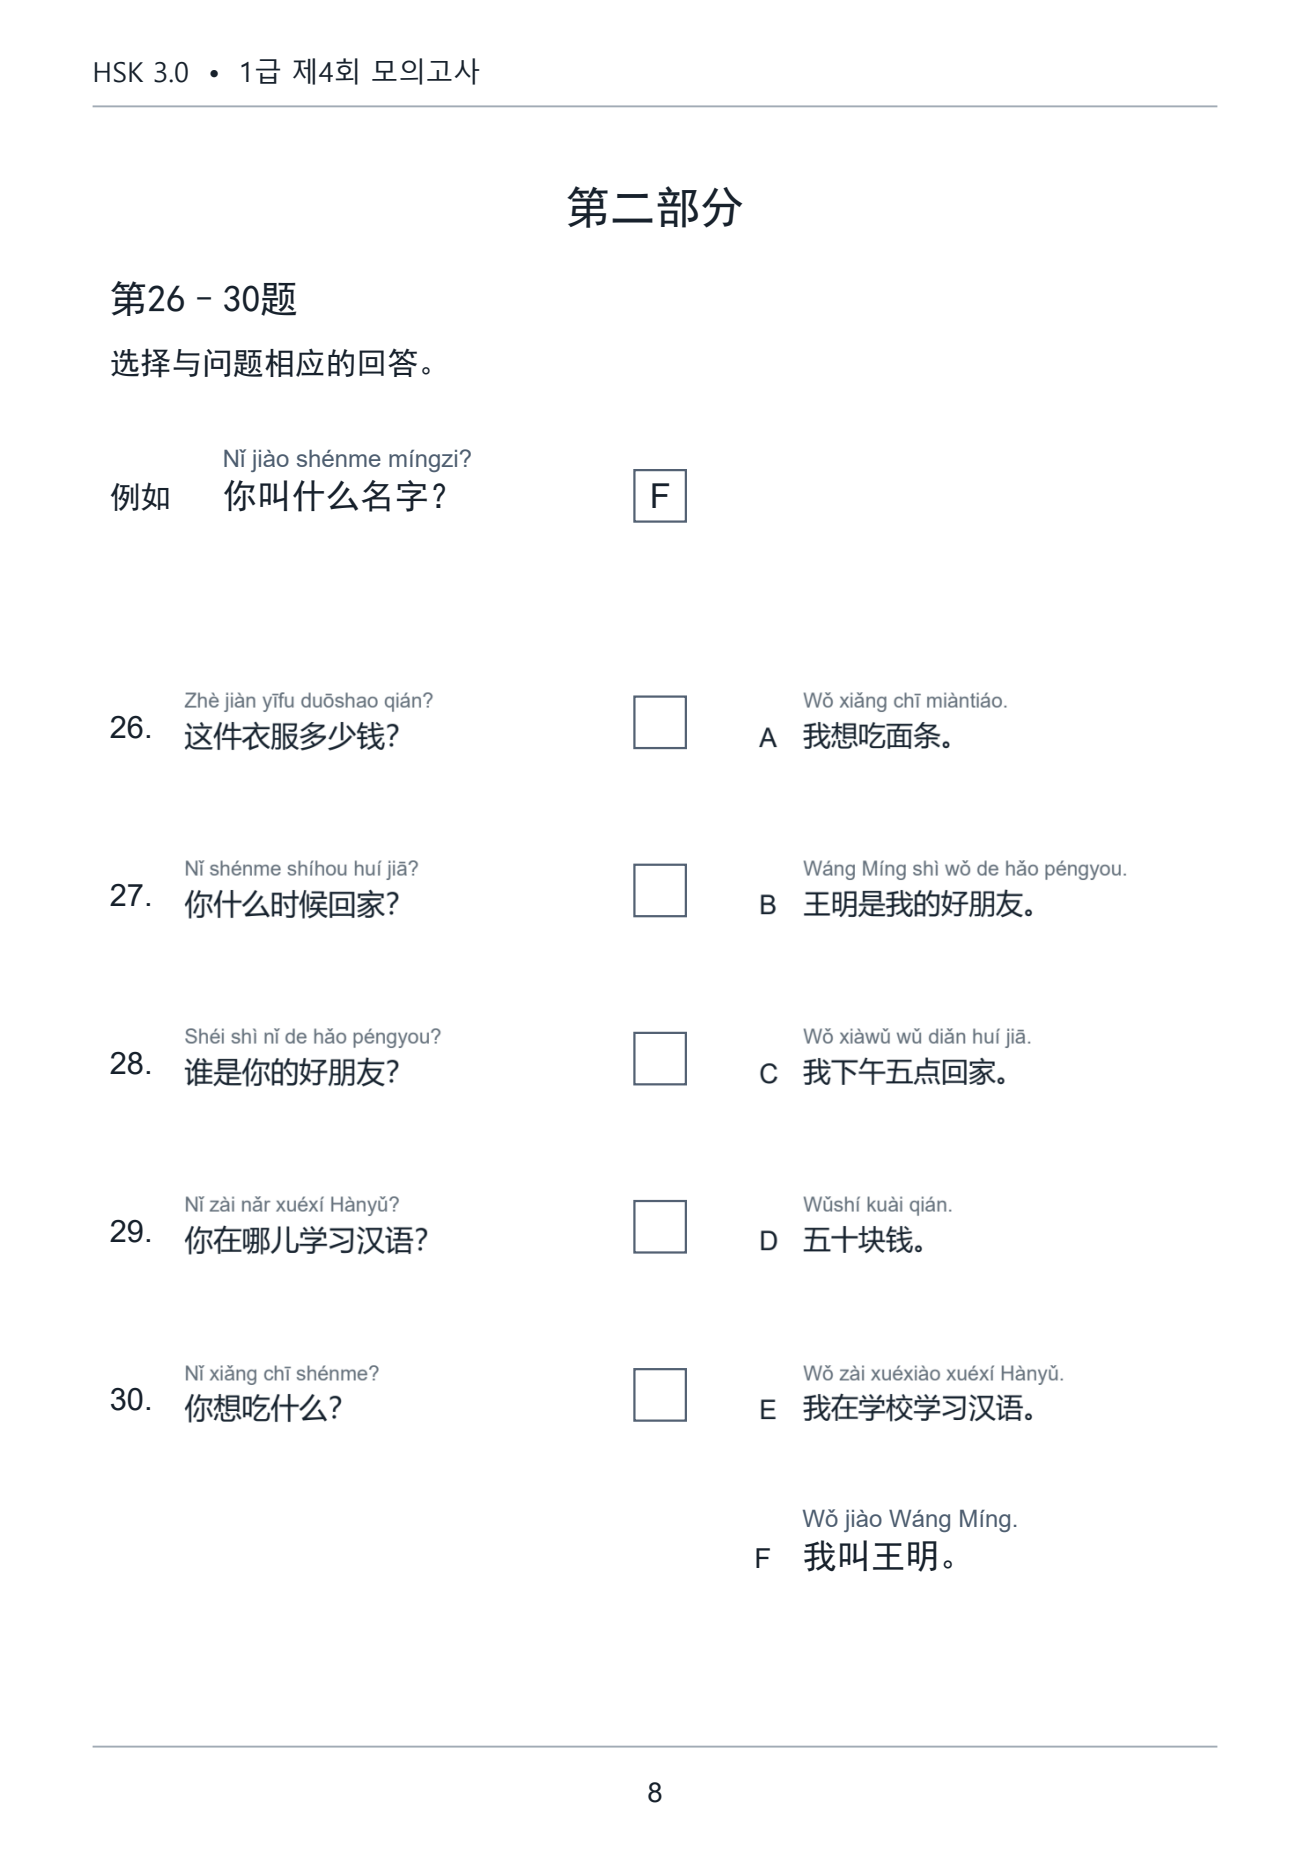 HSK 3.0 • 1급 제4회 모의고사
第二部分
第26 – 30题
选择与问题相应的回答。
Nǐ jiào shénme míngzi?
例如 你叫什么名字? F
Zhè jiàn yīfu duōshao qián?
26. 这件衣服多少钱?
Wǒ xiǎng chī miàntiáo.
A 我想吃面条。
Nǐ shénme shíhou huí jiā?
27. 你什么时候回家?
Wáng Míng shì wǒ de hǎo péngyou.
B 王明是我的好朋友。
Shéi shì nǐ de hǎo péngyou?
28. 谁是你的好朋友?
Wǒ xiàwǔ wǔ diǎn huí jiā.
C 我下午五点回家。
Nǐ zài nǎr xuéxí Hànyǔ?
29. 你在哪儿学习汉语?
Wǔshí kuài qián.
D 五十块钱。
Nǐ xiǎng chī shénme?
30. 你想吃什么?
Wǒ zài xuéxiào xuéxí Hànyǔ.
E 我在学校学习汉语。
Wǒ jiào Wáng Míng.
F 我叫王明。
8